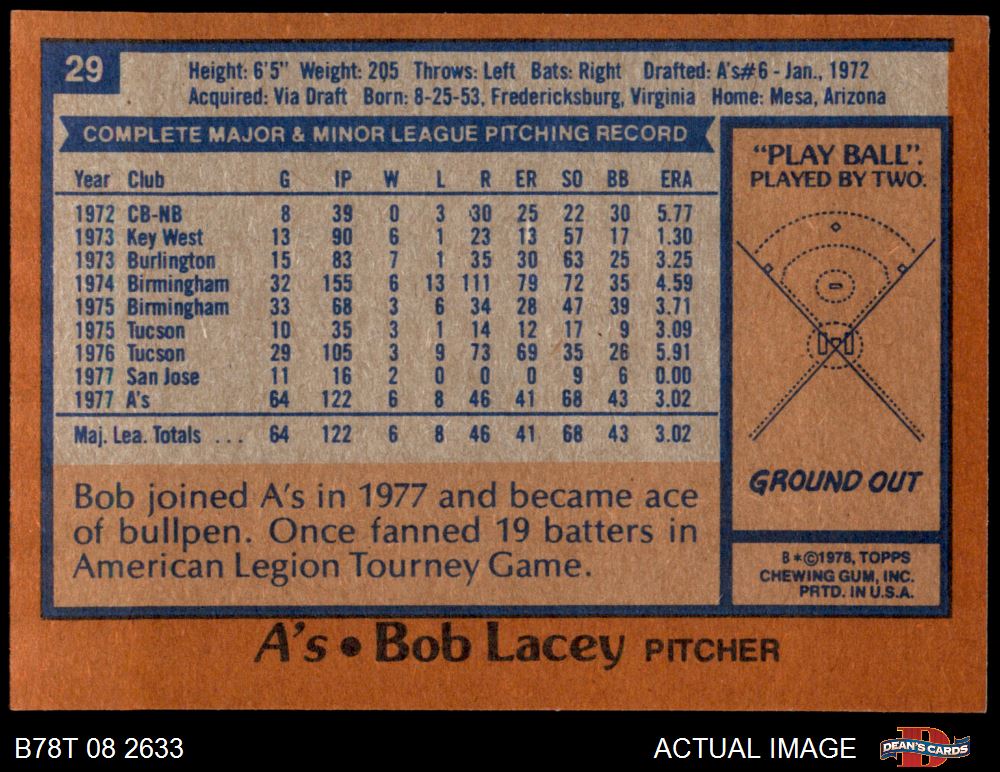 29
Height: 6'5" Weight: 205 Throws: Left Bats: Right Drafted: A's#6 - Jan., 1972
Acquired: Via Draft Born: 8-25-53, Fredericksburg, Virginia Home: Mesa, Arizona
COMPLETE MAJOR & MINOR LEAGUE PITCHING RECORD
Year Club G IP W L R ER SO BB ERA
1972 CB-NB 8 39 0 3 30 25 22 30 5.77
1973 Key West 13 90 6 1 23 13 57 17 1.30
1973 Burlington 15 83 7 1 35 30 63 25 3.25
1974 Birmingham 32 155 6 13 111 79 72 35 4.59
1975 Birmingham 33 68 3 6 34 28 47 39 3.71
1975 Tucson 10 35 3 1 14 12 17 9 3.09
1976 Tucson 29 105 3 9 73 69 35 26 5.91
1977 San Jose 11 16 2 0 0 0 9 6 0.00
1977 A's 64 122 6 8 46 41 68 43 3.02
Maj. Lea. Totals ... 64 122 6 8 46 41 68 43 3.02
Bob joined A's in 1977 and became ace
of bullpen. Once fanned 19 batters in
American Legion Tourney Game.
"PLAY BALL".
PLAYED BY TWO.
GROUND OUT
B*©1978, TOPPS
CHEWING GUM, INC.
PRTD. IN U.S.A.
A's • Bob Lacey PITCHER
B78T 08 2633
ACTUAL IMAGE
D
DEAN'S CARDS